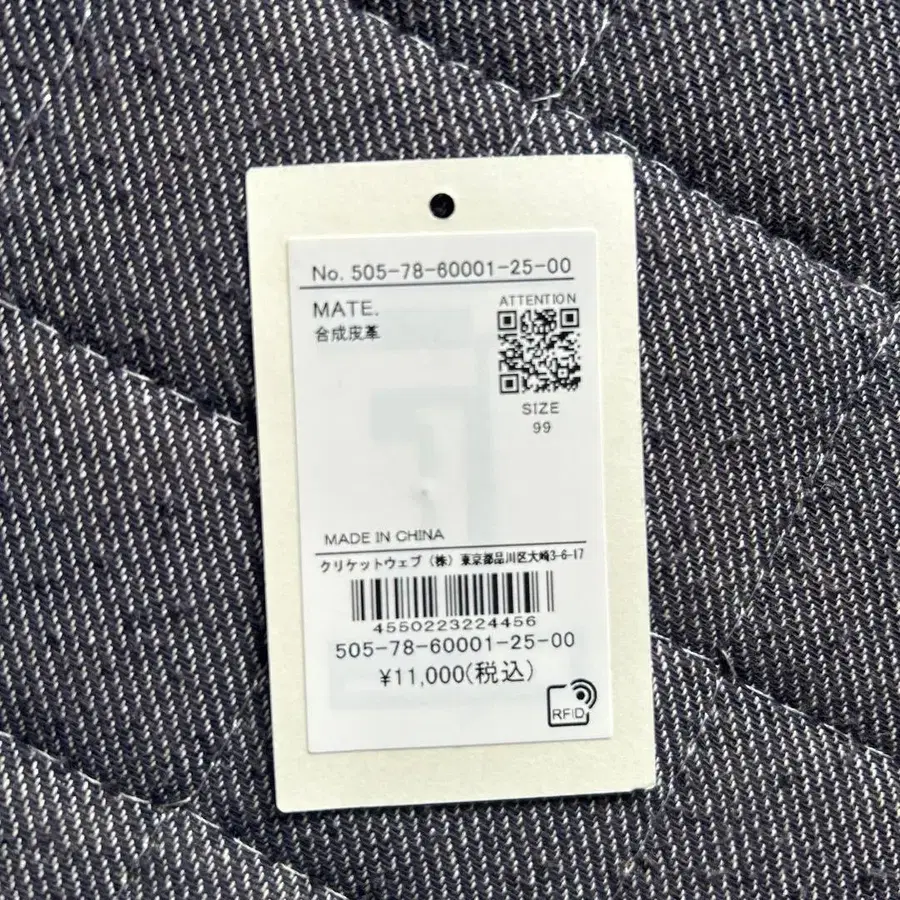 No. 505-78-60001-25-00
MATE.
合成皮革
ATTENTION
SIZE
99
MADE IN CHINA
クリケットウェブ（株）東京都品川区大崎3-6-17
4550223224456
505-78-60001-25-00
¥11,000(税込)
RFID